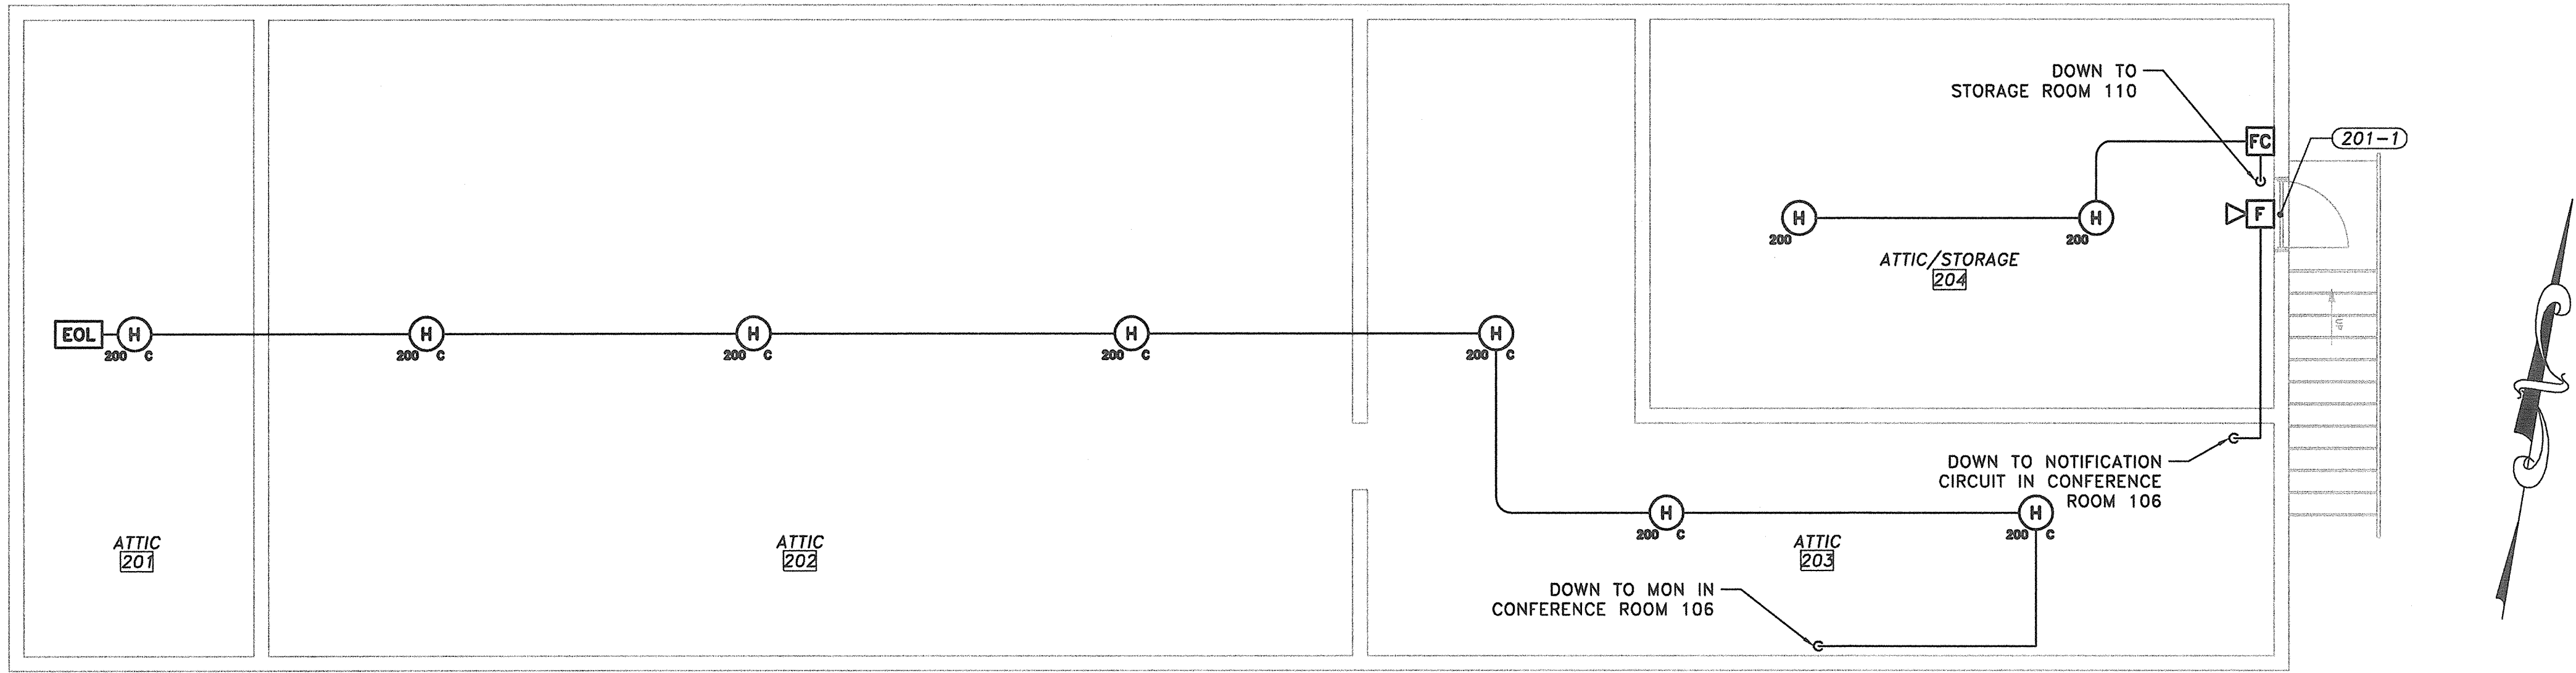 DOWN TO
STORAGE ROOM 110
FC
201-1
F
H
200
H
200
ATTIC/STORAGE
204
UP
EOL
H
200 C
H
200 C
H
200 C
H
200 C
H
200 C
DOWN TO NOTIFICATION
CIRCUIT IN CONFERENCE
ROOM 106
H
200 C
H
200 C
ATTIC
201
ATTIC
202
ATTIC
203
DOWN TO MON IN
CONFERENCE ROOM 106